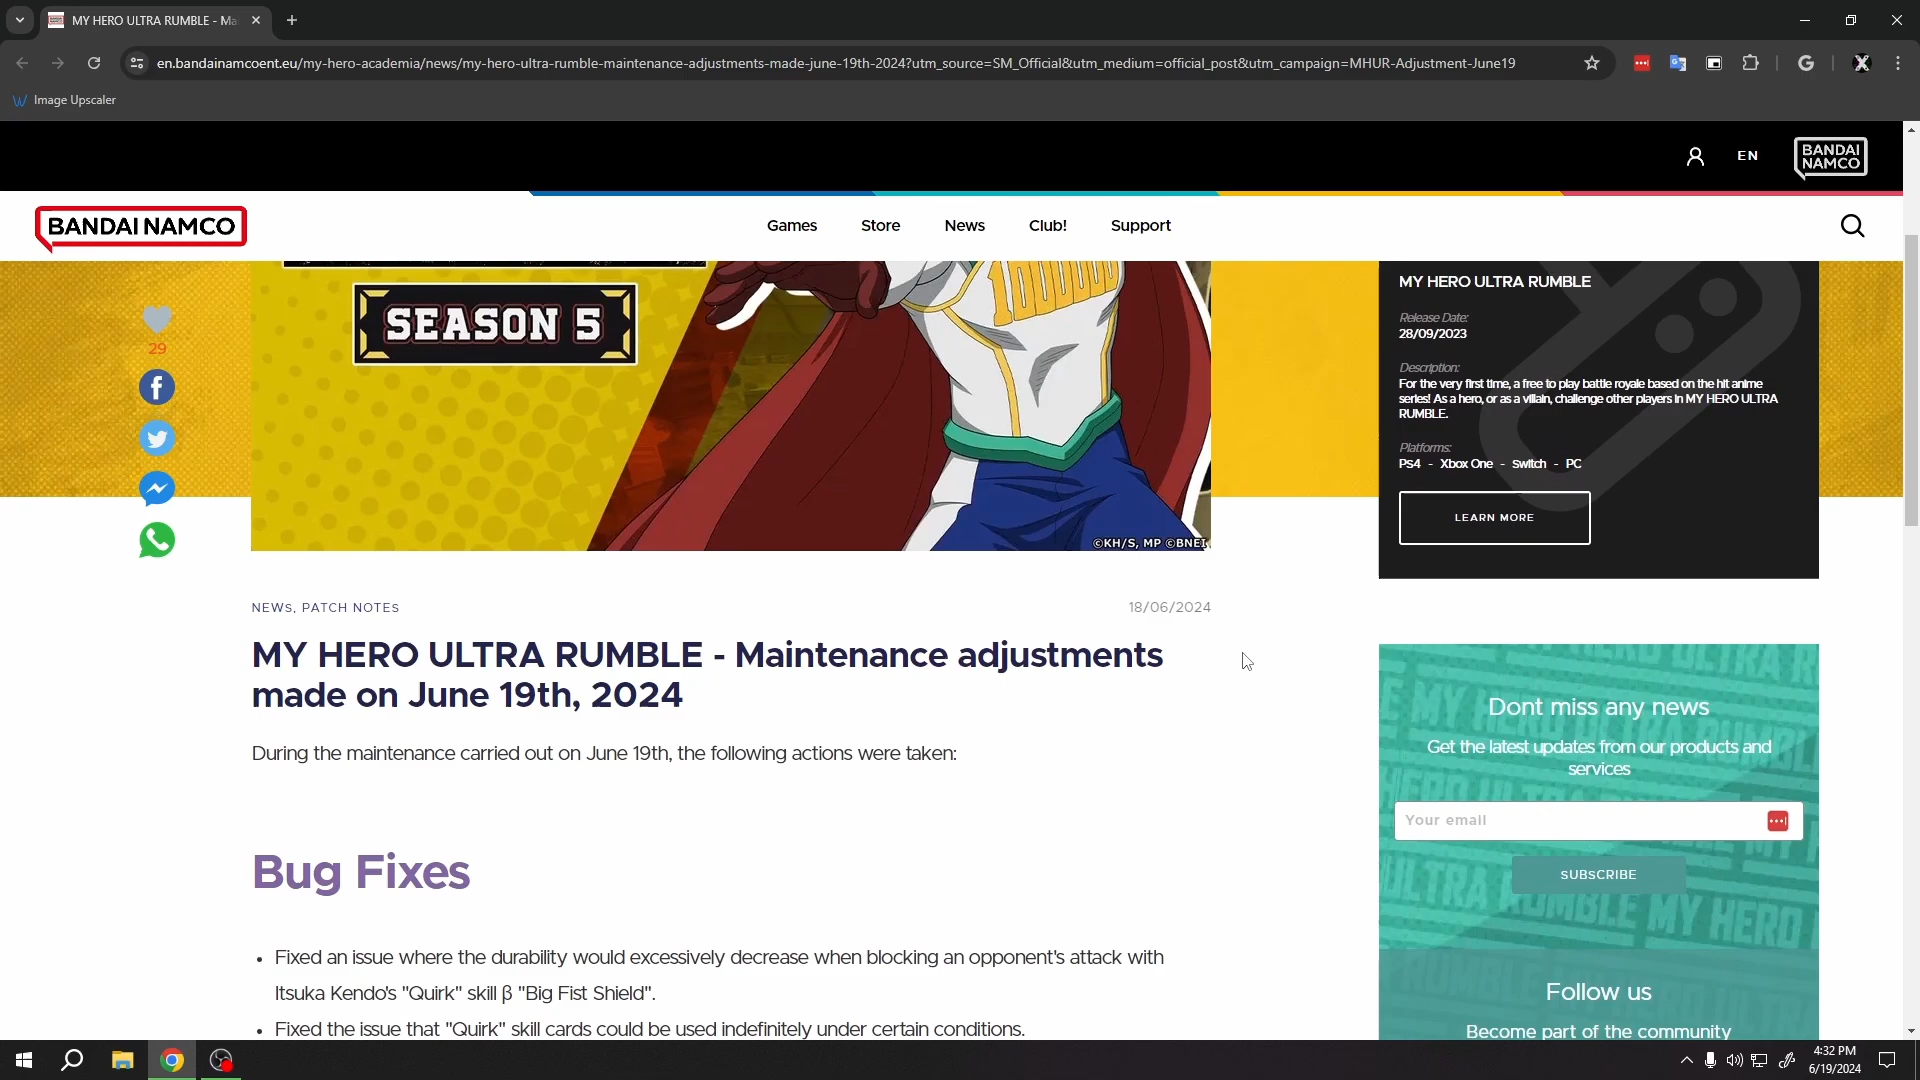 MY HERO ULTRA RUMBLE - Ma
en.bandainamcoent.eu/my-hero-academia/news/my-hero-ultra-rumble-maintenance-adjustments-made-june-19th-2024?utm_source=SM_Official&utm_medium=official_post&utm_campaign=MHUR-Adjustment-June19
Image Upscaler
EN
BANDAI
NAMCO
BANDAI NAMCO
Games
Store
News
Club!
Support
SEASON 5
©KH/S, MP ©BNEI
29
MY HERO ULTRA RUMBLE
Release Date:
28/09/2023
Description:
For the very first time, a free to play battle royale based on the hit anime
series! As a hero, or as a villain, challenge other players in MY HERO ULTRA
RUMBLE.
Platforms:
Ps4 - Xbox One - Switch - PC
LEARN MORE
NEWS, PATCH NOTES
18/06/2024
MY HERO ULTRA RUMBLE - Maintenance adjustments
made on June 19th, 2024
During the maintenance carried out on June 19th, the following actions were taken:
Bug Fixes
• Fixed an issue where the durability would excessively decrease when blocking an opponent's attack with
Itsuka Kendo's "Quirk" skill β "Big Fist Shield".
• Fixed the issue that "Quirk" skill cards could be used indefinitely under certain conditions.
Dont miss any news
Get the latest updates from our products and
services
Your email
SUBSCRIBE
Follow us
Become part of the community
4:32 PM
6/19/2024